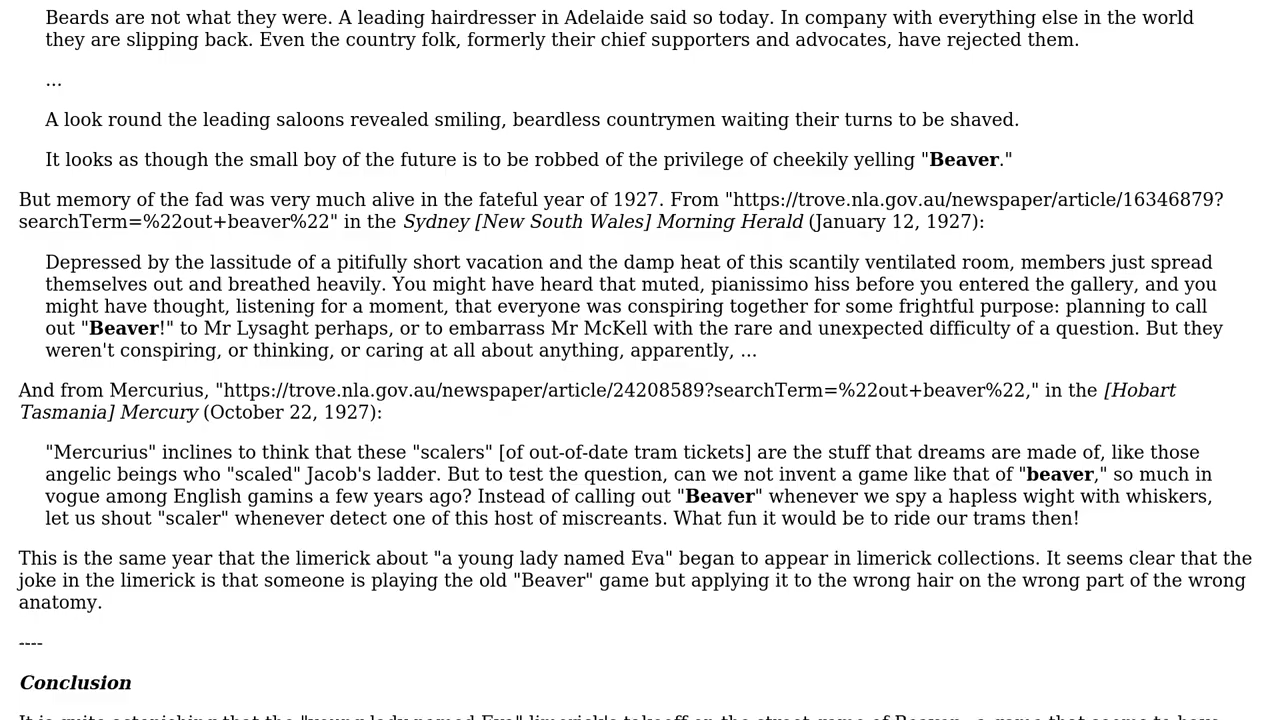 Beards are not what they were. A leading hairdresser in Adelaide said so today. In company with everything else in the world
they are slipping back. Even the country folk, formerly their chief supporters and advocates, have rejected them.
...
A look round the leading saloons revealed smiling, beardless countrymen waiting their turns to be shaved.
It looks as though the small boy of the future is to be robbed of the privilege of cheekily yelling "Beaver."
But memory of the fad was very much alive in the fateful year of 1927. From "https://trove.nla.gov.au/newspaper/article/16346879?
searchTerm=%22out+beaver%22" in the Sydney [New South Wales] Morning Herald (January 12, 1927):
Depressed by the lassitude of a pitifully short vacation and the damp heat of this scantily ventilated room, members just spread
themselves out and breathed heavily. You might have heard that muted, pianissimo hiss before you entered the gallery, and you
might have thought, listening for a moment, that everyone was conspiring together for some frightful purpose: planning to call
out "Beaver!" to Mr Lysaght perhaps, or to embarrass Mr McKell with the rare and unexpected difficulty of a question. But they
weren't conspiring, or thinking, or caring at all about anything, apparently, ...
And from Mercurius, "https://trove.nla.gov.au/newspaper/article/24208589?searchTerm=%22out+beaver%22," in the [Hobart
Tasmania] Mercury (October 22, 1927):
"Mercurius" inclines to think that these "scalers" [of out-of-date tram tickets] are the stuff that dreams are made of, like those
angelic beings who "scaled" Jacob's ladder. But to test the question, can we not invent a game like that of "beaver," so much in
vogue among English gamins a few years ago? Instead of calling out "Beaver" whenever we spy a hapless wight with whiskers,
let us shout "scaler" whenever detect one of this host of miscreants. What fun it would be to ride our trams then!
This is the same year that the limerick about "a young lady named Eva" began to appear in limerick collections. It seems clear that the
joke in the limerick is that someone is playing the old "Beaver" game but applying it to the wrong hair on the wrong part of the wrong
anatomy.
----
Conclusion